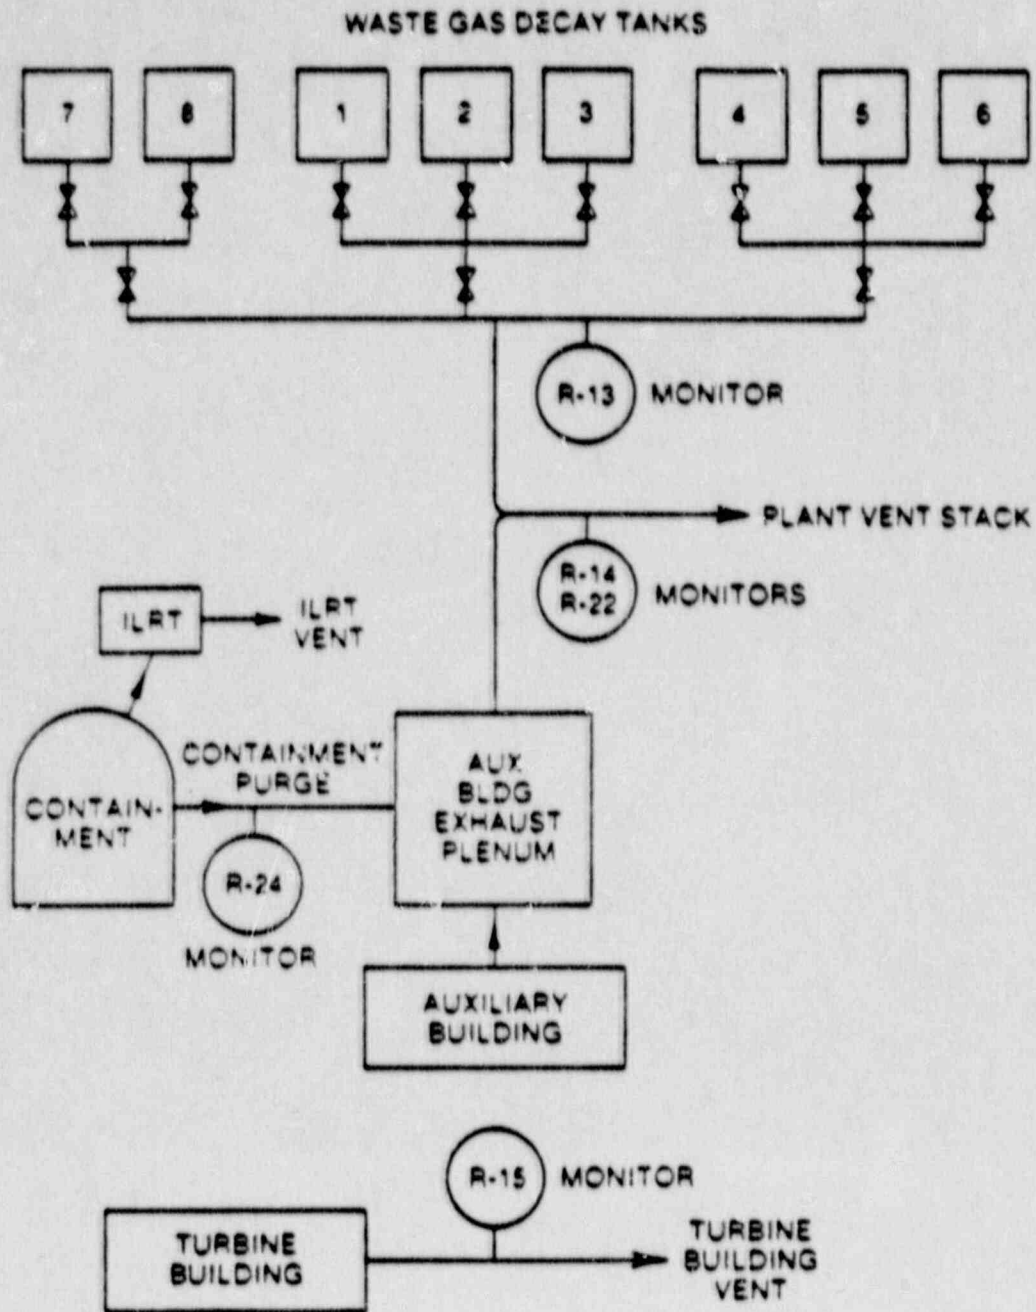 WASTE GAS DECAY TANKS
7 8 1 2 3 4 5 6
R-13 MONITOR
PLANT VENT STACK
R-14
R-22
MONITORS
ILRT
ILRT
VENT
CONTAINMENT
PURGE
CONTAIN-
MENT
AUX
BLDG
EXHAUST
PLENUM
R-24
MONITOR
AUXILIARY
BUILDING
R-15 MONITOR
TURBINE
BUILDING
TURBINE
BUILDING
VENT